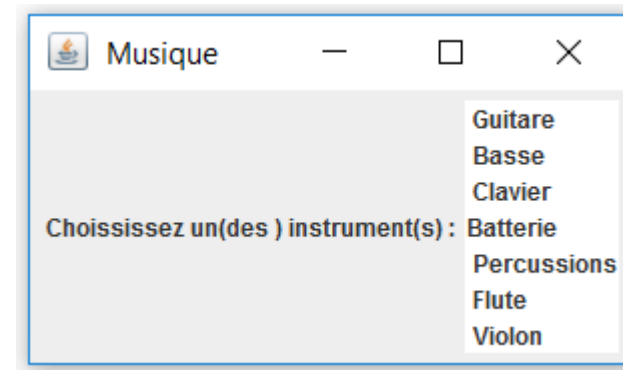 Musique
Guitare
Basse
Clavier
Choississez un(des ) instrument(s) : Batterie
Percussions
Flute
Violon